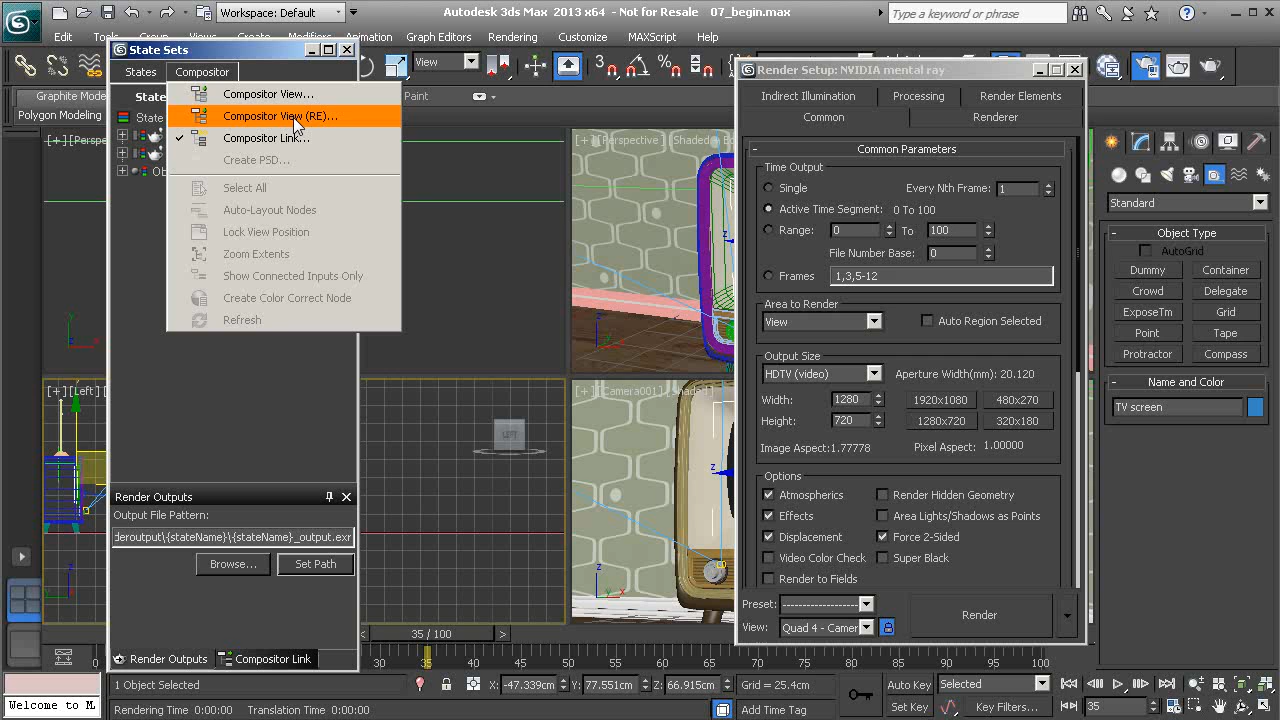 Workspace: Default
Autodesk 3ds Max 2013 x64 - Not for Resale 07_begin.max
Type a keyword or phrase
Edit Tools Group Views Create Modifiers Animation Graph Editors Rendering Customize MAXScript Help
State Sets
States Compositor
View
Compositor View...
Compositor View (RE)...
Compositor Link...
Create PSD...
Select All
Auto-Layout Nodes
Lock View Position
Zoom Extents
Show Connected Inputs Only
Create Color Correct Node
Refresh
Graphite Mode
Paint
Polygon Modeling
State
State
[+] [Perspe
[+] [Perspective] [Shaded
[+] [Left]
[+] [Camera001] [Shaded
LEFT
Render Outputs
Output File Pattern:
deroutput\{stateName}\{stateName}_output.exr
Browse... Set Path
Render Outputs Compositor Link
Render Setup: NVIDIA mental ray
Indirect Illumination Processing Render Elements
Common Renderer
- Common Parameters
Time Output
Single Every Nth Frame: 1
Active Time Segment: 0 To 100
Range: 0 To 100
File Number Base: 0
Frames 1,3,5-12
Area to Render
View Auto Region Selected
Output Size
HDTV (video) Aperture Width(mm): 20.120
Width: 1280 1920x1080 480x270
Height: 720 1280x720 320x180
Image Aspect:1.77778 Pixel Aspect: 1.00000
Options
Atmospherics Render Hidden Geometry
Effects Area Lights/Shadows as Points
Displacement Force 2-Sided
Video Color Check Super Black
Render to Fields
Preset: --------------------
View: Quad 4 - Camer
Render
Standard
- Object Type
AutoGrid
Dummy Container
Crowd Delegate
ExposeTm Grid
Point Tape
Protractor Compass
- Name and Color
TV screen
< 35 / 100 >
0 30 35 40 45 50 55 60 65 70 75 80 85 90 95 100
1 Object Selected
X: -47.339cm Y: 77.551cm Z: 66.915cm Grid = 25.4cm
Auto Key Selected
Welcome to M.
Rendering Time 0:00:00 Translation Time 0:00:00
Add Time Tag
Set Key Key Filters... 35